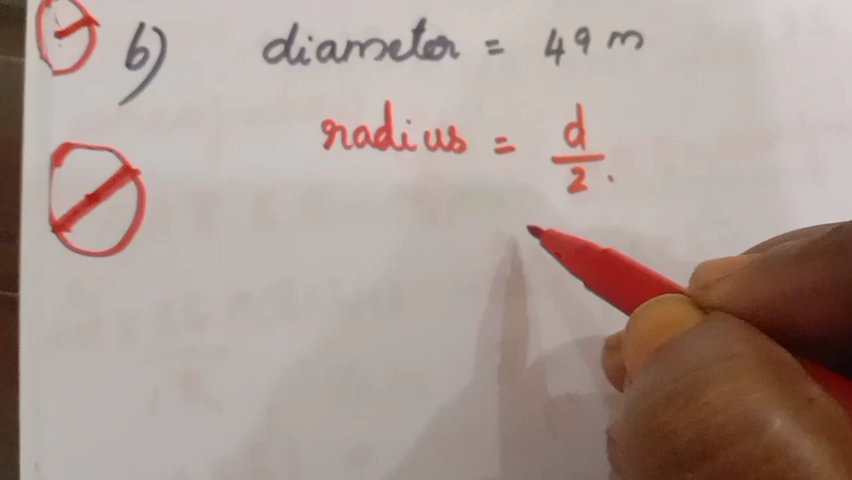 b) diameter = 49 m
radius = d/2.